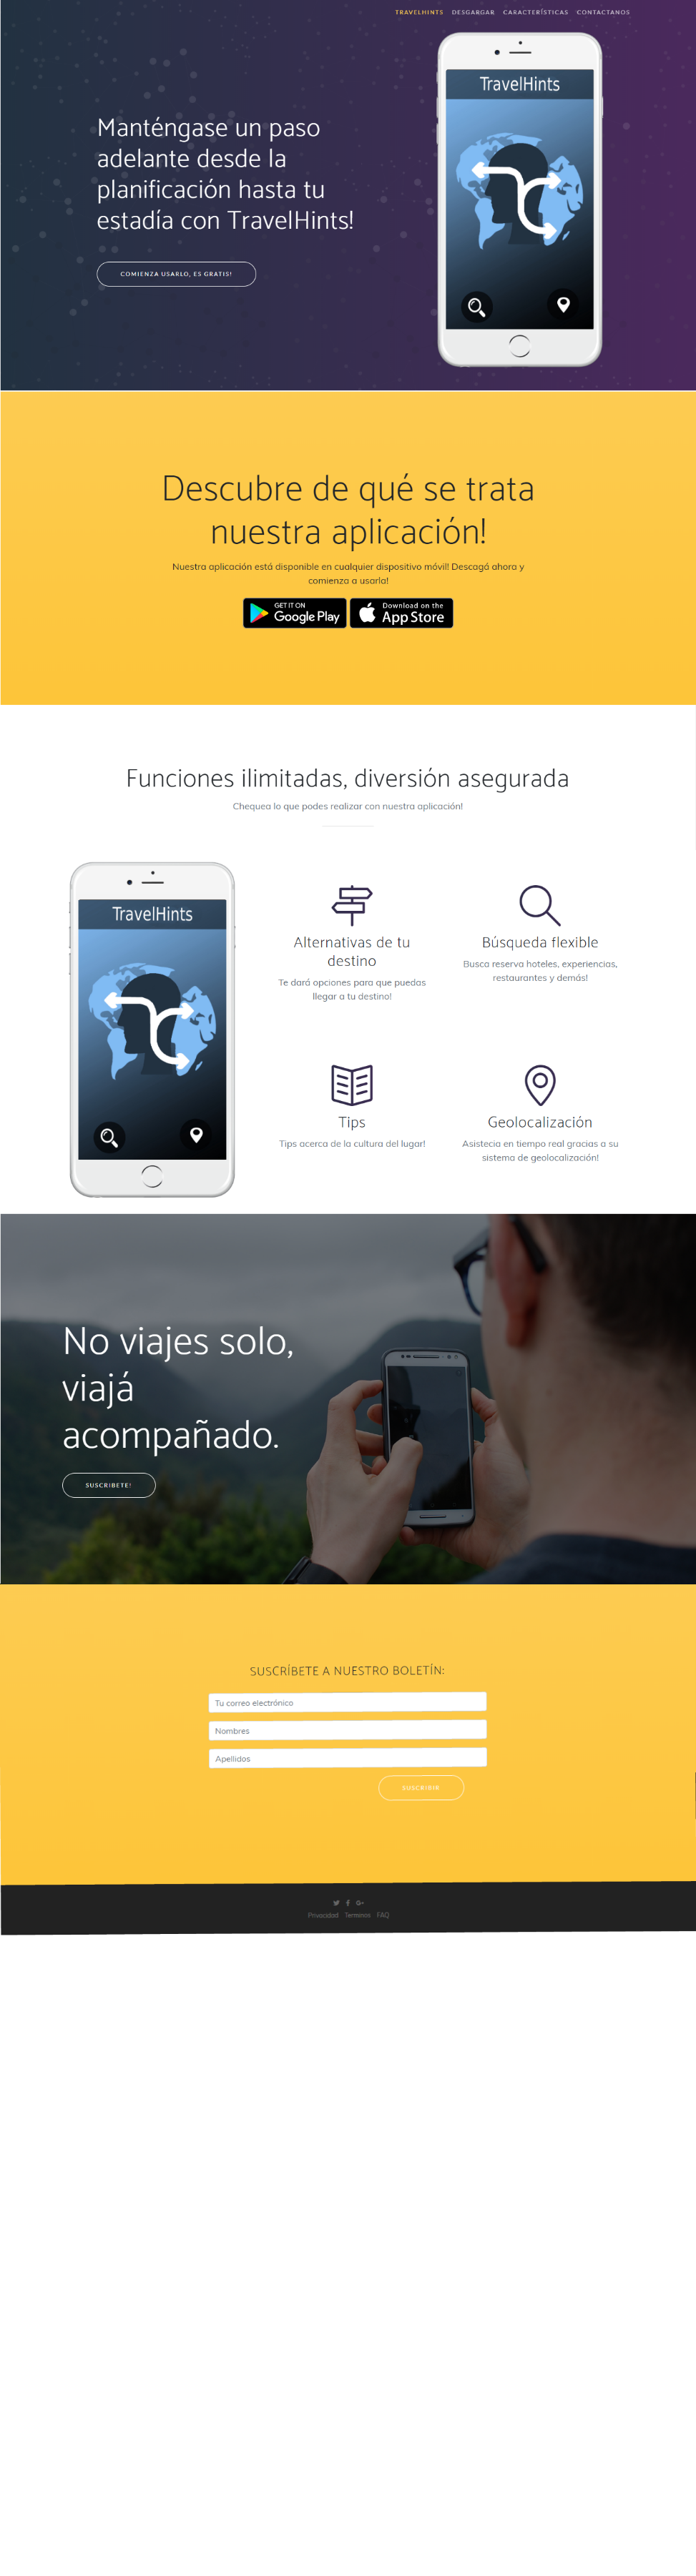 TRAVELHINTS DESGARGAR CARACTERÍSTICAS CONTACTANOS
TravelHints
Manténgase un paso
adelante desde la
planificación hasta tu
estadía con TravelHints!
COMIENZA USARLO, ES GRATIS!
Descubre de qué se trata
nuestra aplicación!
Nuestra aplicación está disponible en cualquier dispositivo móvil! Descagá ahora y
comienza a usarla!
GET IT ON
Google Play
Download on the
App Store
Funciones ilimitadas, diversión asegurada
Chequea lo que podes realizar con nuestra aplicación!
TravelHints
Alternativas de tu
destino
Te dará opciones para que puedas
llegar a tu destino!
Búsqueda flexible
Busca reserva hoteles, experiencias,
restaurantes y demás!
Tips
Tips acerca de la cultura del lugar!
Geolocalización
Asistecia en tiempo real gracias a su
sistema de geolocalización!
No viajes solo,
viajá
acompañado.
SUSCRIBETE!
SUSCRÍBETE A NUESTRO BOLETÍN:
Tu correo electrónico
Nombres
Apellidos
SUSCRIBIR
Privacidad Terminos FAQ